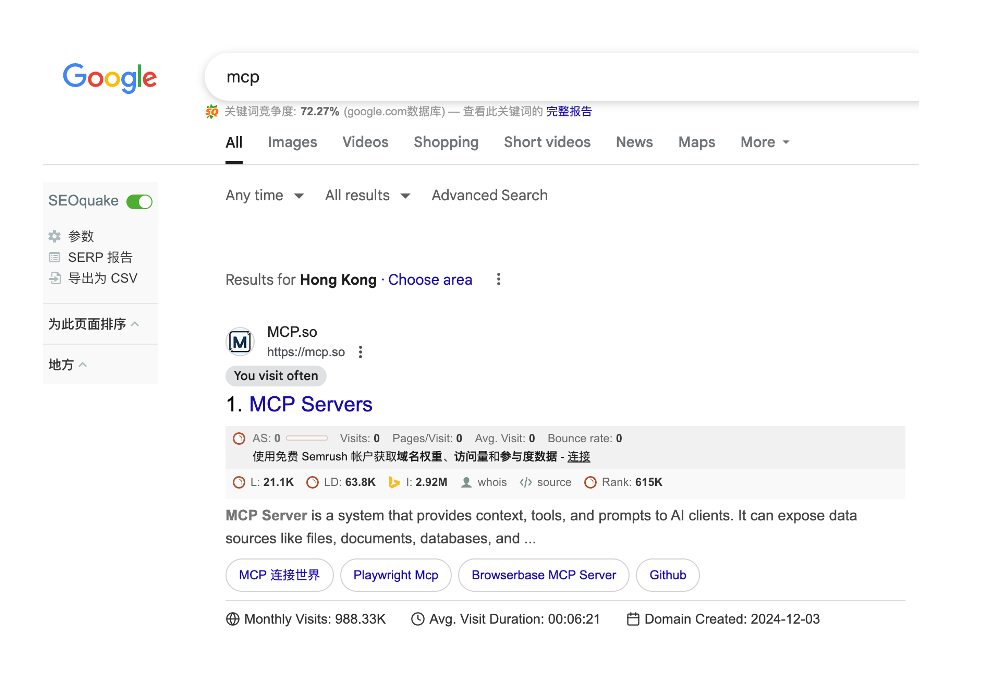 Google
mcp
关键词竞争度: 72.27% (google.com数据库) — 查看此关键词的 完整报告
All Images Videos Shopping Short videos News Maps More
SEOquake
参数
SERP 报告
导出为 CSV
为此页面排序
地方
Any time All results Advanced Search
Results for Hong Kong · Choose area
M
MCP.so
https://mcp.so
You visit often
1. MCP Servers
AS: 0 Visits: 0 Pages/Visit: 0 Avg. Visit: 0 Bounce rate: 0
使用免费 Semrush 帐户获取域名权重、访问量和参与度数据 - 连接
L: 21.1K LD: 63.8K I: 2.92M whois source Rank: 615K
MCP Server is a system that provides context, tools, and prompts to AI clients. It can expose data
sources like files, documents, databases, and ...
MCP 连接世界 Playwright Mcp Browserbase MCP Server Github
Monthly Visits: 988.33K Avg. Visit Duration: 00:06:21 Domain Created: 2024-12-03